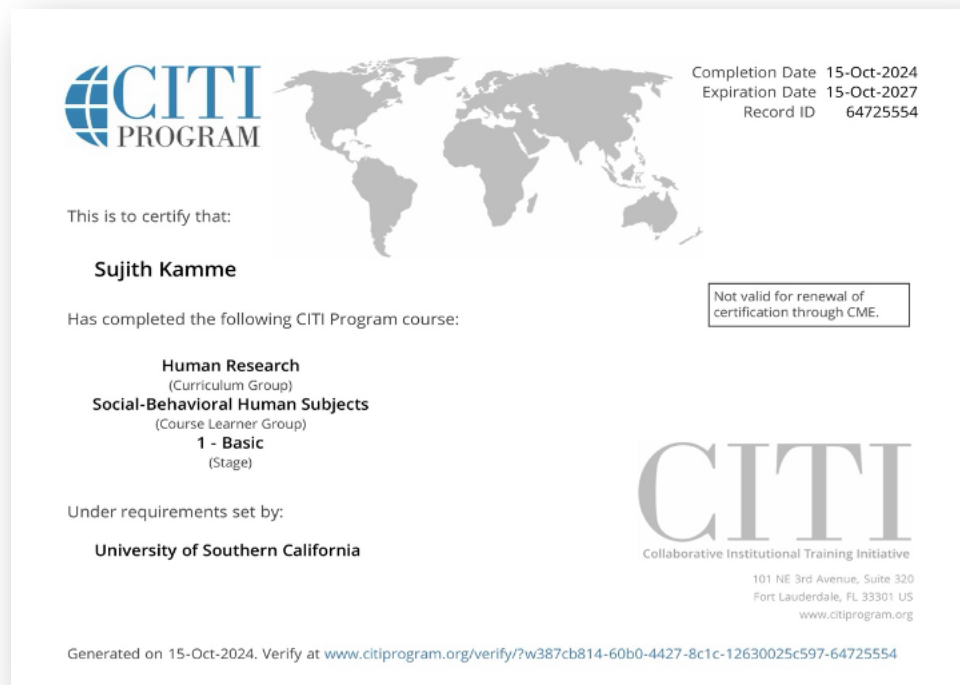 CITI
PROGRAM
Completion Date 15-Oct-2024
Expiration Date 15-Oct-2027
Record ID 64725554
This is to certify that:
Sujith Kamme
Not valid for renewal of
certification through CME.
Has completed the following CITI Program course:
Human Research
(Curriculum Group)
Social-Behavioral Human Subjects
(Course Learner Group)
1 - Basic
(Stage)
Under requirements set by:
University of Southern California
CITI
Collaborative Institutional Training Initiative
101 NE 3rd Avenue, Suite 320
Fort Lauderdale, FL 33301 US
www.citiprogram.org
Generated on 15-Oct-2024. Verify at www.citiprogram.org/verify/?w387cb814-60b0-4427-8c1c-12630025c597-64725554